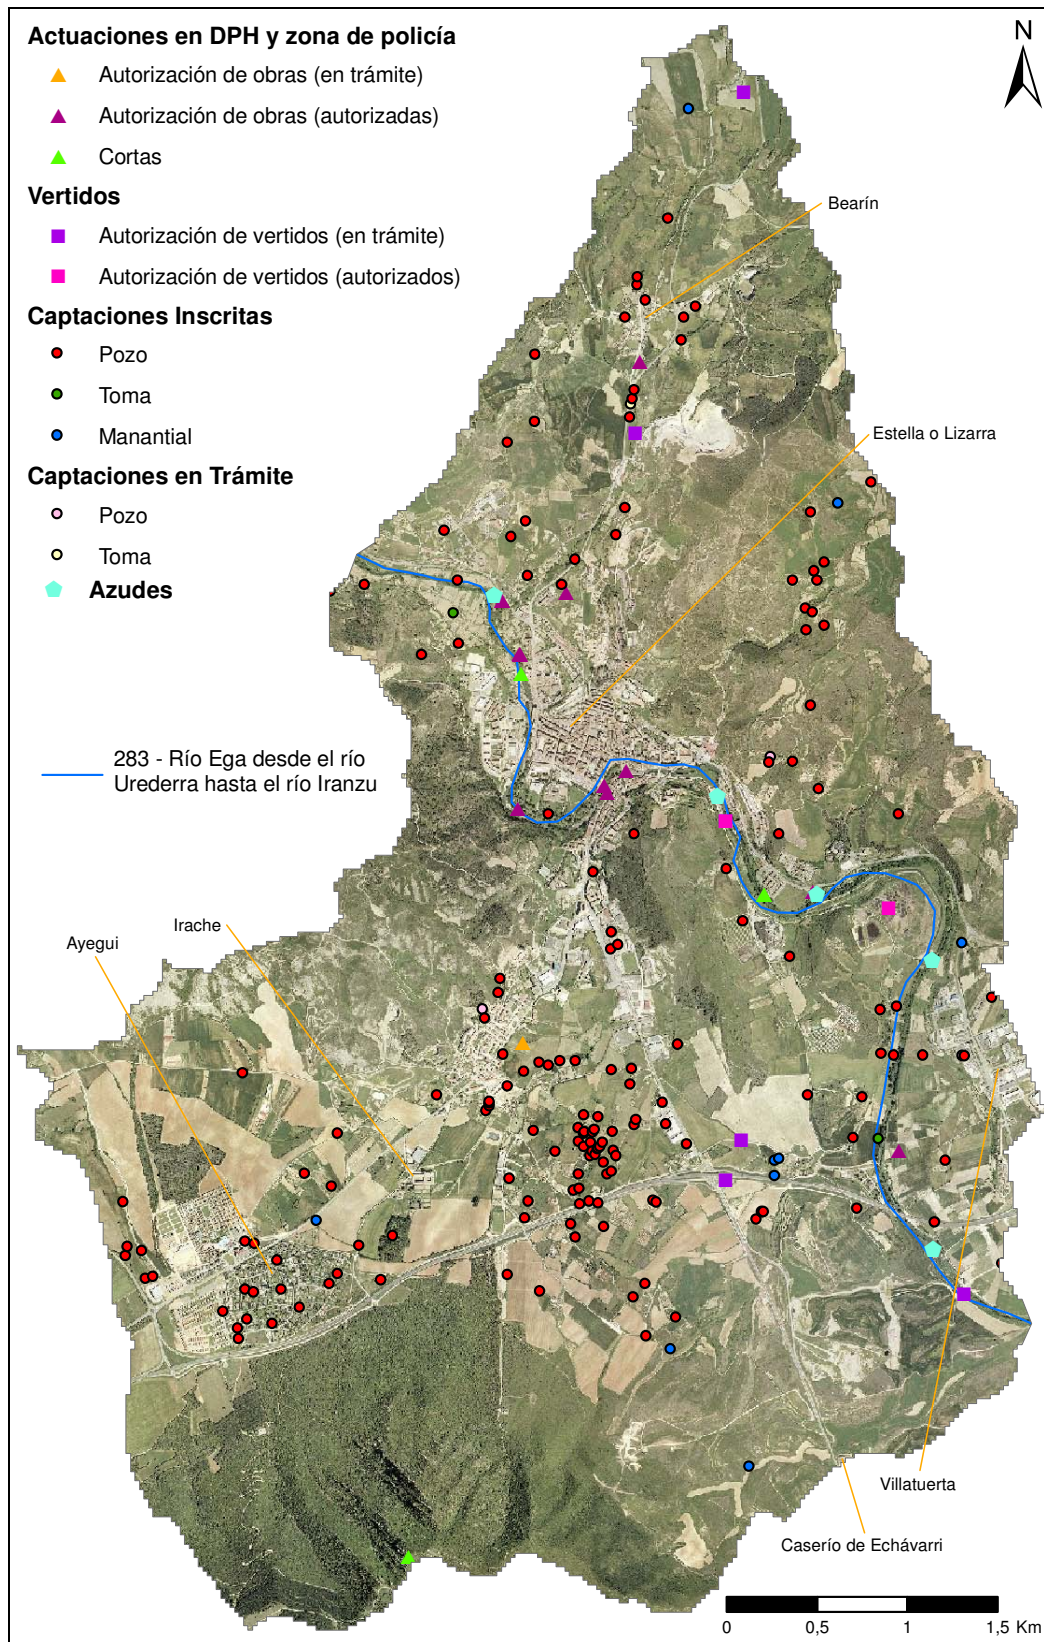 Actuaciones en DPH y zona de policía
Autorización de obras (en trámite)
Autorización de obras (autorizadas)
Cortas
Vertidos
Autorización de vertidos (en trámite)
Autorización de vertidos (autorizados)
Captaciones Inscritas
Pozo
Toma
Manantial
Captaciones en Trámite
Pozo
Toma
Azudes
283 - Río Ega desde el río
Urederra hasta el río Iranzu
N
Bearín
Estella o Lizarra
Irache
Ayegui
Villatuerta
Caserío de Echávarri
0 0,5 1 1,5 Km